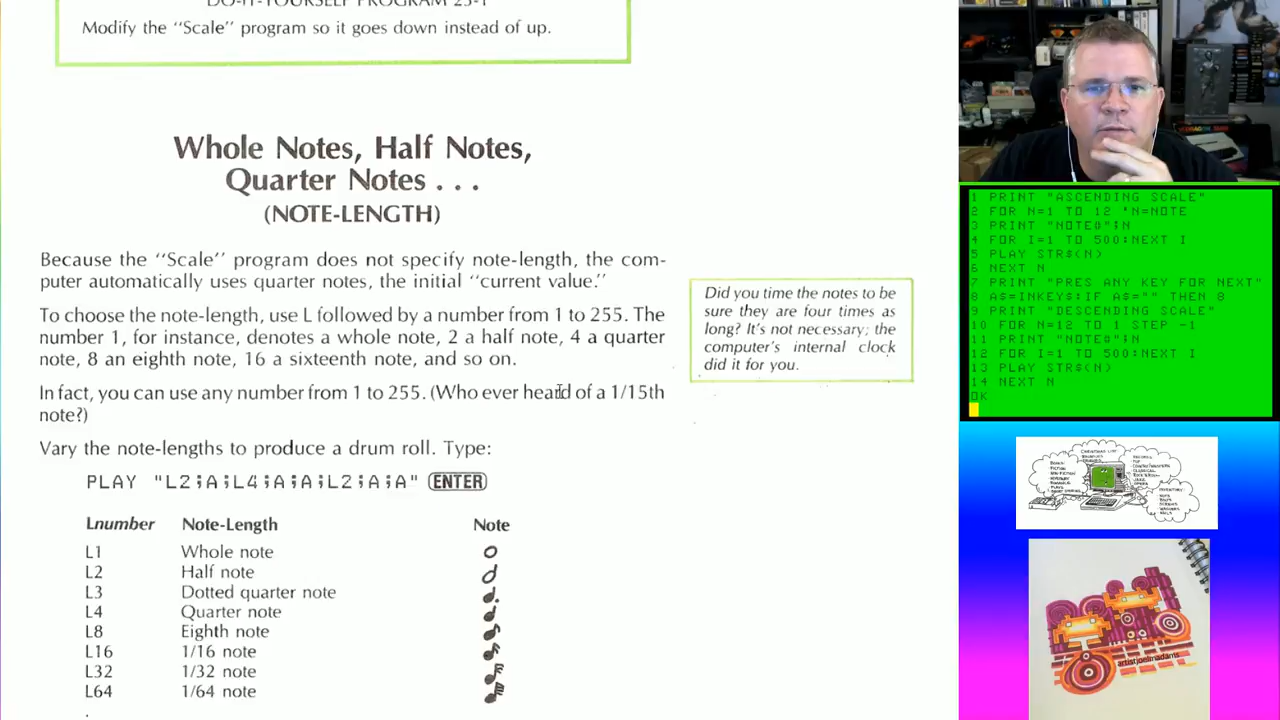 DO-IT-YOURSELF PROGRAM 23-1
Modify the "Scale" program so it goes down instead of up.
Whole Notes, Half Notes,
Quarter Notes . . .
(NOTE-LENGTH)
Because the "Scale" program does not specify note-length, the com-
puter automatically uses quarter notes, the initial "current value."
To choose the note-length, use L followed by a number from 1 to 255. The
number 1, for instance, denotes a whole note, 2 a half note, 4 a quarter
note, 8 an eighth note, 16 a sixteenth note, and so on.
In fact, you can use any number from 1 to 255. (Who ever heard of a 1/15th
note?)
Vary the note-lengths to produce a drum roll. Type:
PLAY "L2;A;L4;A;A;L2;A;A" ENTER
Lnumber Note-Length Note
L1 Whole note
L2 Half note
L3 Dotted quarter note
L4 Quarter note
L8 Eighth note
L16 1/16 note
L32 1/32 note
L64 1/64 note
Did you time the notes to be
sure they are four times as
long? It's not necessary; the
computer's internal clock
did it for you.
1 PRINT "ASCENDING SCALE"
2 FOR N=1 TO 12 'N=NOTE
3 PRINT "NOTE#";N
4 FOR I=1 TO 500:NEXT I
5 PLAY STR$(N)
6 NEXT N
7 PRINT "PRES ANY KEY FOR NEXT"
8 A$=INKEY$:IF A$="" THEN 8
9 PRINT "DESCENDING SCALE"
10 FOR N=12 TO 1 STEP -1
11 PRINT "NOTE#";N
12 FOR I=1 TO 500:NEXT I
13 PLAY STR$(N)
14 NEXT N
OK
artistjoelmadants